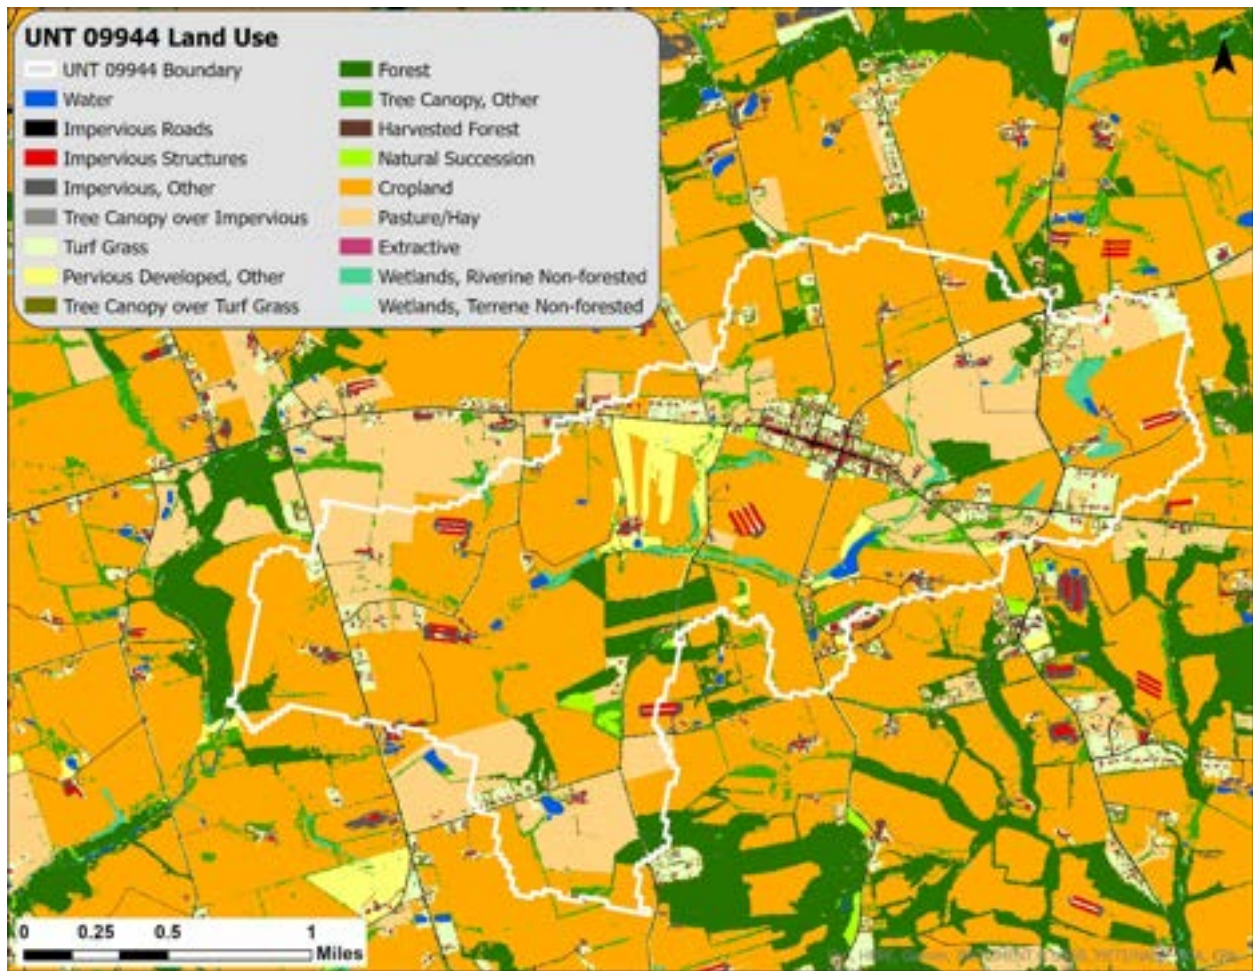 UNT 09944 Land Use
UNT 09944 Boundary
Water
Impervious Roads
Impervious Structures
Impervious, Other
Tree Canopy over Impervious
Turf Grass
Pervious Developed, Other
Tree Canopy over Turf Grass
Forest
Tree Canopy, Other
Harvested Forest
Natural Succession
Cropland
Pasture/Hay
Extractive
Wetlands, Riverine Non-forested
Wetlands, Terrene Non-forested
0 0.25 0.5 1
Miles